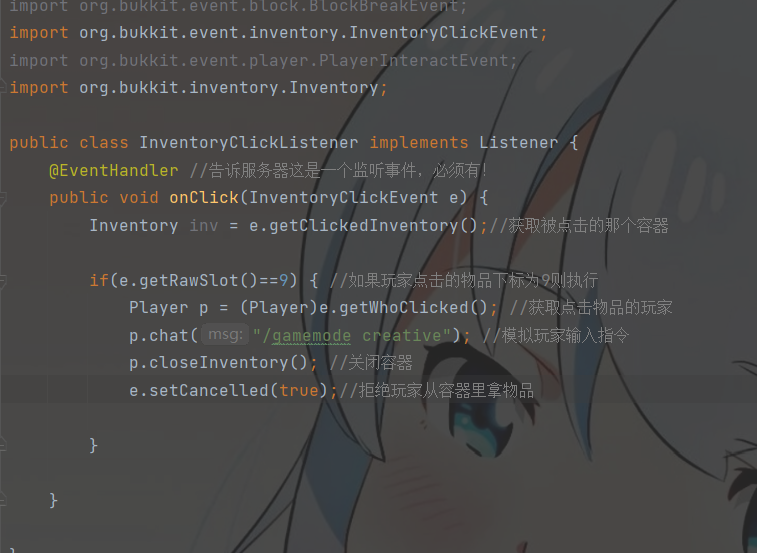 import org.bukkit.event.block.BlockBreakEvent;
import org.bukkit.event.inventory.InventoryClickEvent;
import org.bukkit.event.player.PlayerInteractEvent;
import org.bukkit.inventory.Inventory;
public class InventoryClickListener implements Listener {
@EventHandler //告诉服务器这是一个监听事件，必须有!
public void onClick(InventoryClickEvent e) {
Inventory inv = e.getClickedInventory();//获取被点击的那个容器
if(e.getRawSlot()==9) { //如果玩家点击的物品下标为9则执行
Player p = (Player)e.getWhoClicked(); //获取点击物品的玩家
p.chat( msg: "/gamemode creative"); //模拟玩家输入指令
p.closeInventory(); //关闭容器
e.setCancelled(true);//拒绝玩家从容器里拿物品
}
}
}